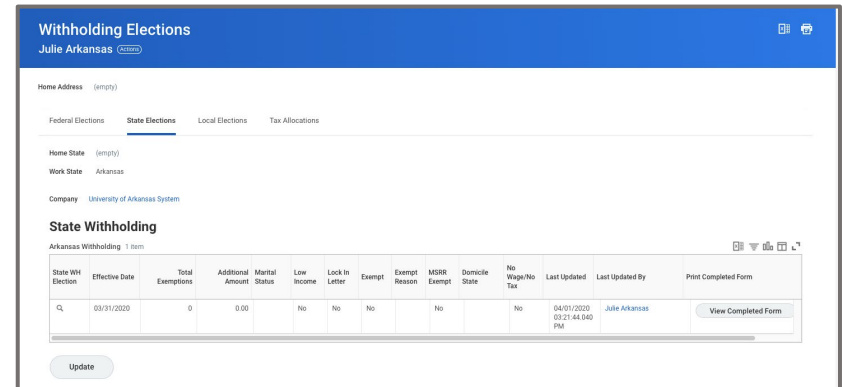 Withholding Elections
Julie Arkansas Actions
Home Address (empty)
Federal Elections State Elections Local Elections Tax Allocations
Home State (empty)
Work State Arkansas
Company University of Arkansas System
State Withholding
Arkansas Withholding 1 item
State WH Election Effective Date Total Exemptions Additional Amount Marital Status Low Income Lock In Letter Exempt Exempt Reason MSRR Exempt Domicile State No Wage/No Tax Last Updated Last Updated By Print Completed Form
03/31/2020 0 0.00 No No No No No 04/01/2020 03:21:44.040 PM Julie Arkansas View Completed Form
Update